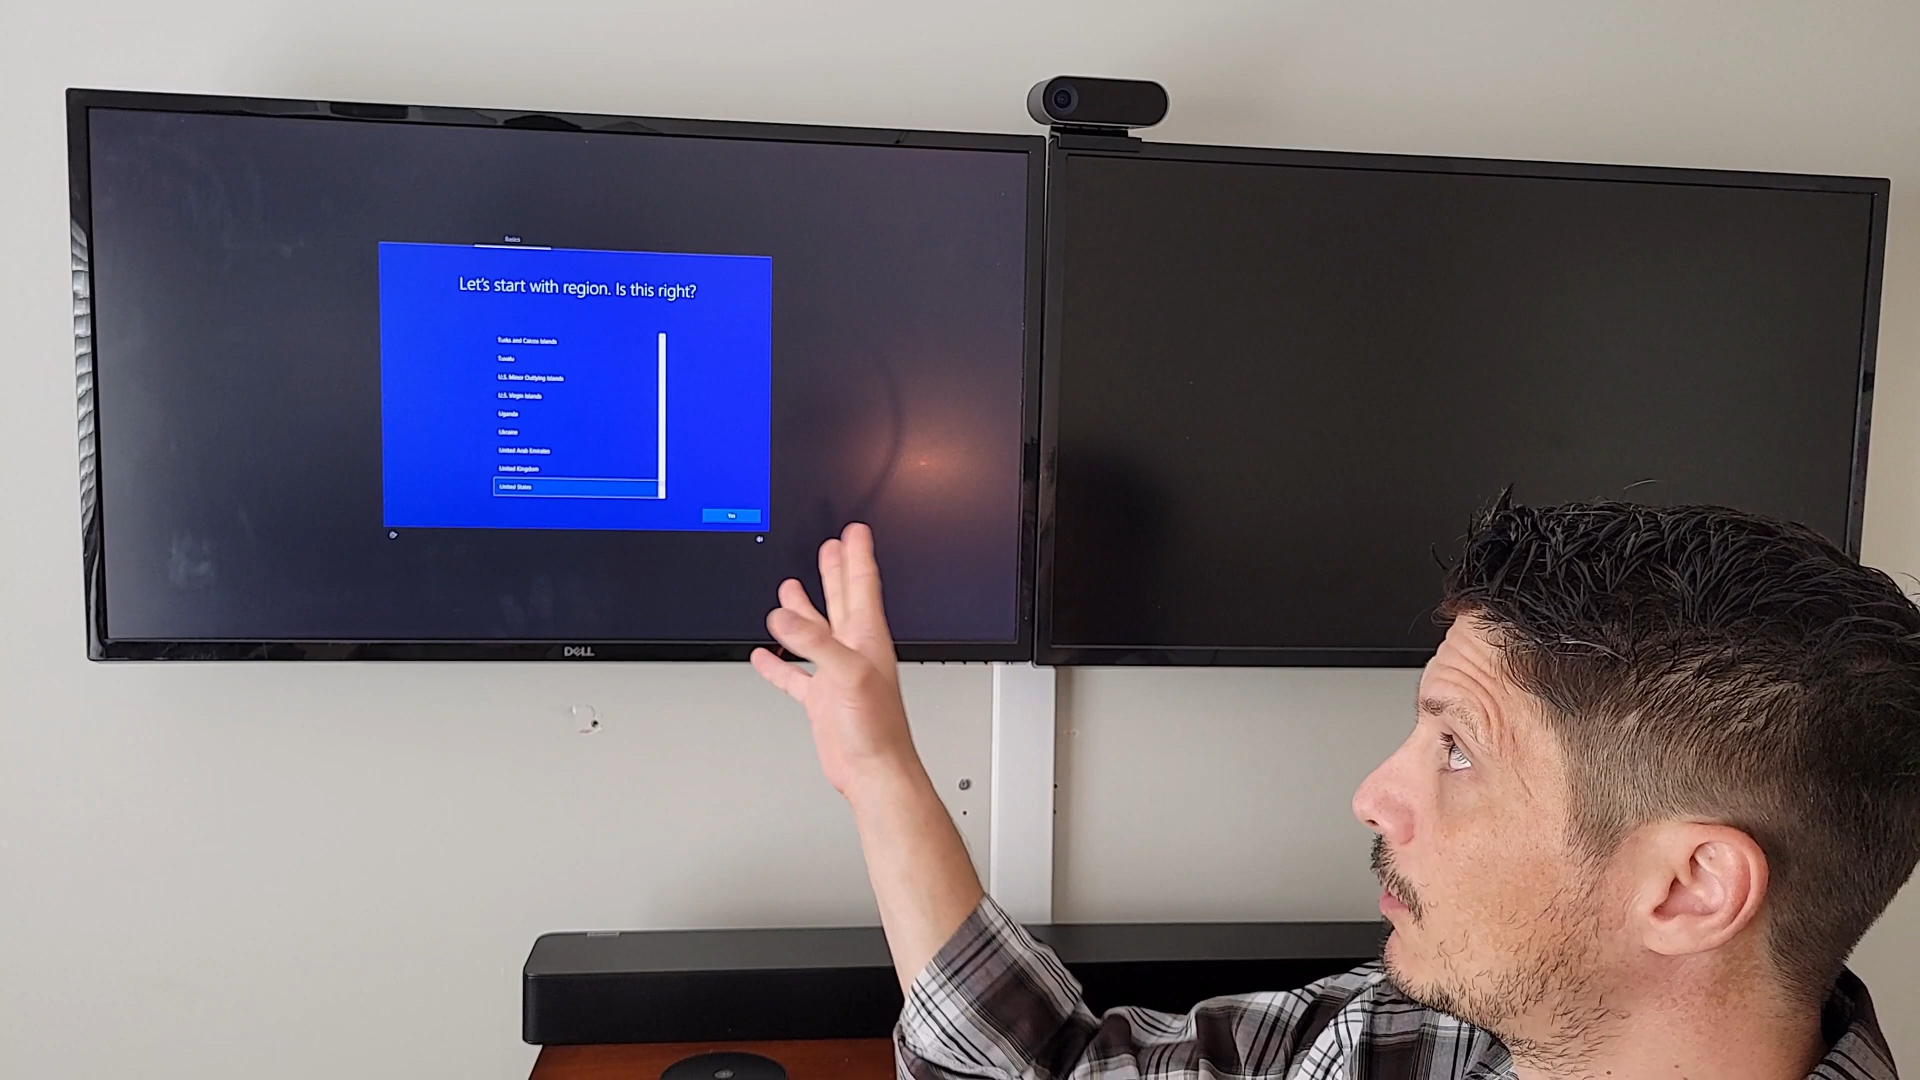 Basics
Let's start with region. Is this right?
Turks and Caicos Islands
Tuvalu
U.S. Minor Outlying Islands
U.S. Virgin Islands
Uganda
Ukraine
United Arab Emirates
United Kingdom
United States
Yes
DELL